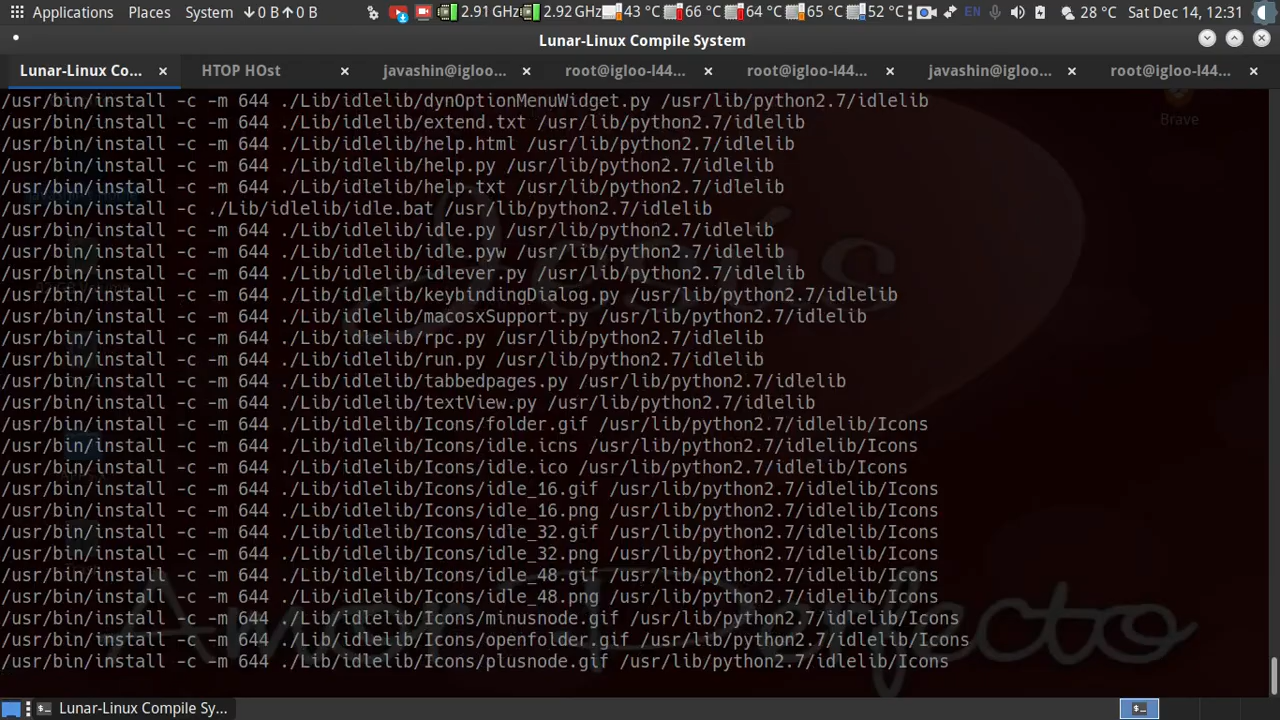 Applications Places System 0 B 0 B 2.91 GHz 2.92 GHz 43 °C 66 °C 64 °C 65 °C 52 °C EN 28 °C Sat Dec 14, 12:31
Lunar-Linux Compile System
Lunar-Linux Co... HTOP HOst javashin@igloo... root@igloo-l44... root@igloo-l44... javashin@igloo... root@igloo-l44...
/usr/bin/install -c -m 644 ./Lib/idlelib/dynOptionMenuWidget.py /usr/lib/python2.7/idlelib
/usr/bin/install -c -m 644 ./Lib/idlelib/extend.txt /usr/lib/python2.7/idlelib
/usr/bin/install -c -m 644 ./Lib/idlelib/help.html /usr/lib/python2.7/idlelib
/usr/bin/install -c -m 644 ./Lib/idlelib/help.py /usr/lib/python2.7/idlelib
/usr/bin/install -c -m 644 ./Lib/idlelib/help.txt /usr/lib/python2.7/idlelib
/usr/bin/install -c ./Lib/idlelib/idle.bat /usr/lib/python2.7/idlelib
/usr/bin/install -c -m 644 ./Lib/idlelib/idle.py /usr/lib/python2.7/idlelib
/usr/bin/install -c -m 644 ./Lib/idlelib/idle.pyw /usr/lib/python2.7/idlelib
/usr/bin/install -c -m 644 ./Lib/idlelib/idlever.py /usr/lib/python2.7/idlelib
/usr/bin/install -c -m 644 ./Lib/idlelib/keybindingDialog.py /usr/lib/python2.7/idlelib
/usr/bin/install -c -m 644 ./Lib/idlelib/macosxSupport.py /usr/lib/python2.7/idlelib
/usr/bin/install -c -m 644 ./Lib/idlelib/rpc.py /usr/lib/python2.7/idlelib
/usr/bin/install -c -m 644 ./Lib/idlelib/run.py /usr/lib/python2.7/idlelib
/usr/bin/install -c -m 644 ./Lib/idlelib/tabbedpages.py /usr/lib/python2.7/idlelib
/usr/bin/install -c -m 644 ./Lib/idlelib/textView.py /usr/lib/python2.7/idlelib
/usr/bin/install -c -m 644 ./Lib/idlelib/Icons/folder.gif /usr/lib/python2.7/idlelib/Icons
/usr/bin/install -c -m 644 ./Lib/idlelib/Icons/idle.icns /usr/lib/python2.7/idlelib/Icons
/usr/bin/install -c -m 644 ./Lib/idlelib/Icons/idle.ico /usr/lib/python2.7/idlelib/Icons
/usr/bin/install -c -m 644 ./Lib/idlelib/Icons/idle_16.gif /usr/lib/python2.7/idlelib/Icons
/usr/bin/install -c -m 644 ./Lib/idlelib/Icons/idle_16.png /usr/lib/python2.7/idlelib/Icons
/usr/bin/install -c -m 644 ./Lib/idlelib/Icons/idle_32.gif /usr/lib/python2.7/idlelib/Icons
/usr/bin/install -c -m 644 ./Lib/idlelib/Icons/idle_32.png /usr/lib/python2.7/idlelib/Icons
/usr/bin/install -c -m 644 ./Lib/idlelib/Icons/idle_48.gif /usr/lib/python2.7/idlelib/Icons
/usr/bin/install -c -m 644 ./Lib/idlelib/Icons/idle_48.png /usr/lib/python2.7/idlelib/Icons
/usr/bin/install -c -m 644 ./Lib/idlelib/Icons/minusnode.gif /usr/lib/python2.7/idlelib/Icons
/usr/bin/install -c -m 644 ./Lib/idlelib/Icons/openfolder.gif /usr/lib/python2.7/idlelib/Icons
/usr/bin/install -c -m 644 ./Lib/idlelib/Icons/plusnode.gif /usr/lib/python2.7/idlelib/Icons
Brave
Jesús
Amor Perfecto
Lunar-Linux Compile Sy...